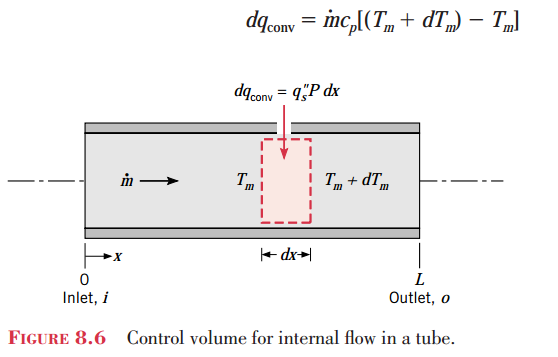 dq_conv = ṁc_p[(T_m + dT_m) − T_m]
dq_conv = q″_s P dx
ṁ T_m T_m + dT_m
x dx
0 L
Inlet, i Outlet, o
FIGURE 8.6 Control volume for internal flow in a tube.